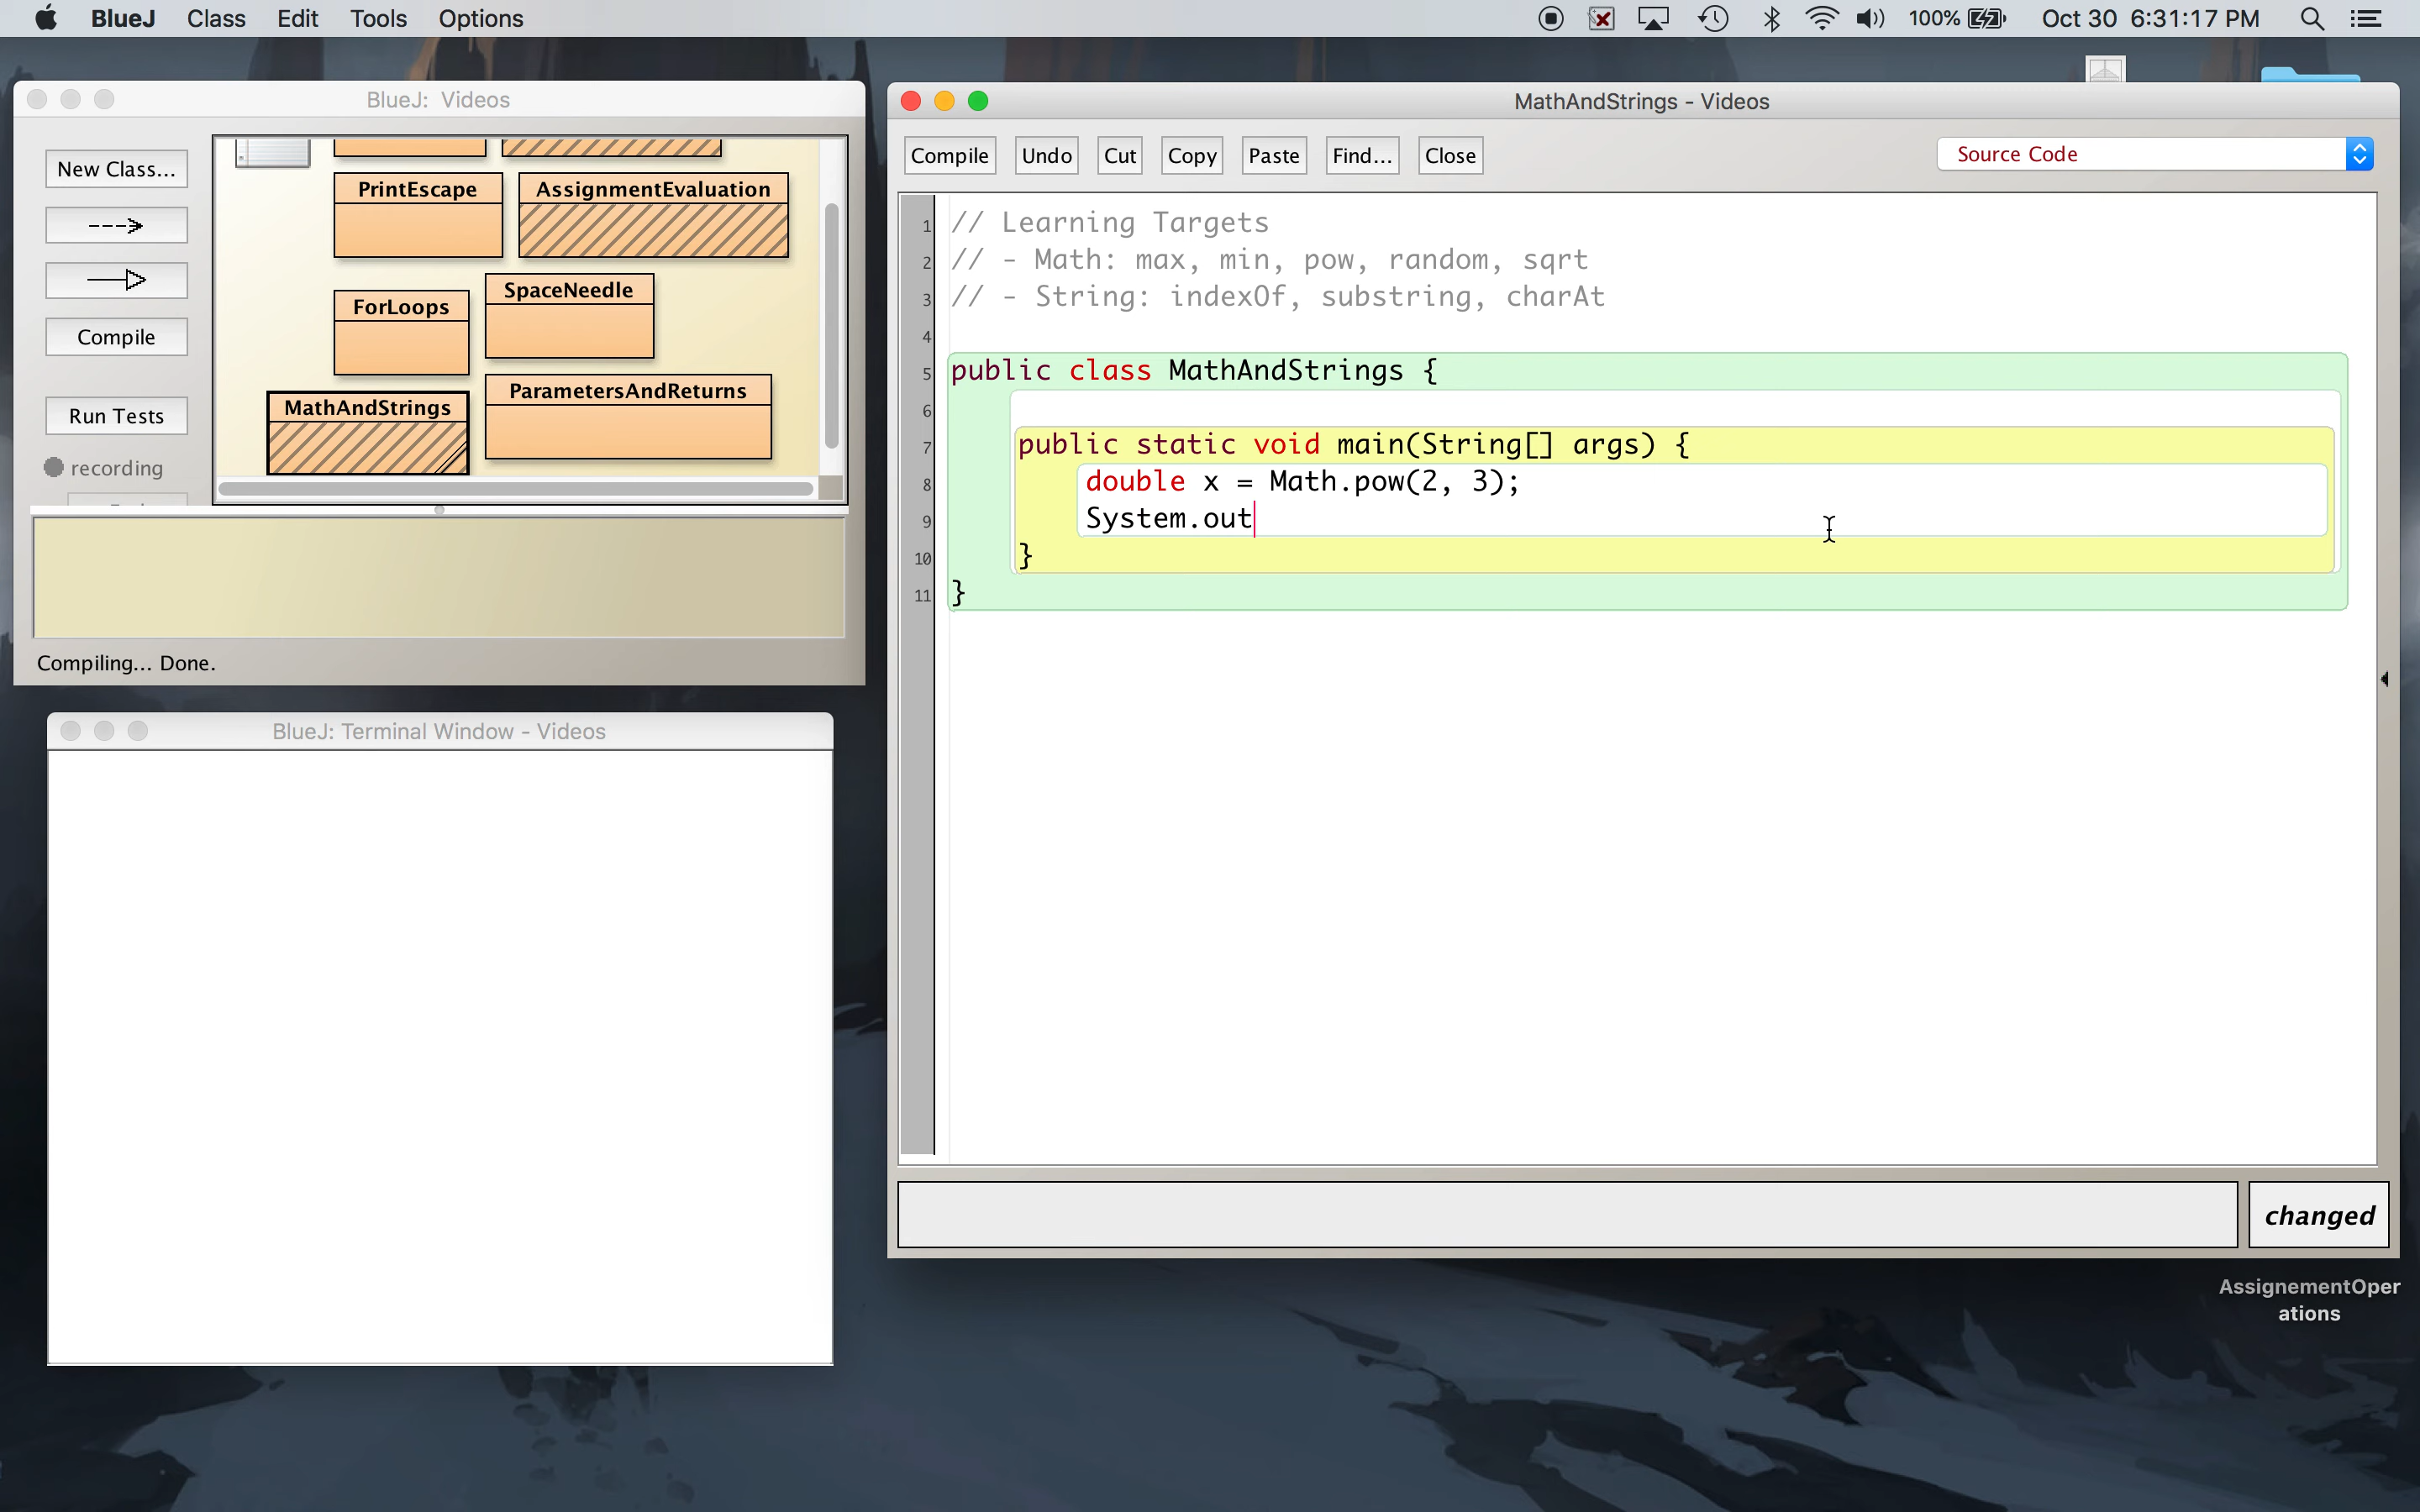 BlueJ Class Edit Tools Options 100% Oct 30 6:31:17 PM
BlueJ: Videos
New Class...
Compile
Run Tests
recording
PrintEscape
AssignmentEvaluation
ForLoops
SpaceNeedle
MathAndStrings
ParametersAndReturns
Compiling... Done.
BlueJ: Terminal Window - Videos
MathAndStrings - Videos
Compile Undo Cut Copy Paste Find... Close Source Code
1 // Learning Targets
2 // - Math: max, min, pow, random, sqrt
3 // - String: indexOf, substring, charAt
4
5 public class MathAndStrings {
6
7 public static void main(String[] args) {
8 double x = Math.pow(2, 3);
9 System.out
10 }
11 }
changed
AssignementOper
ations